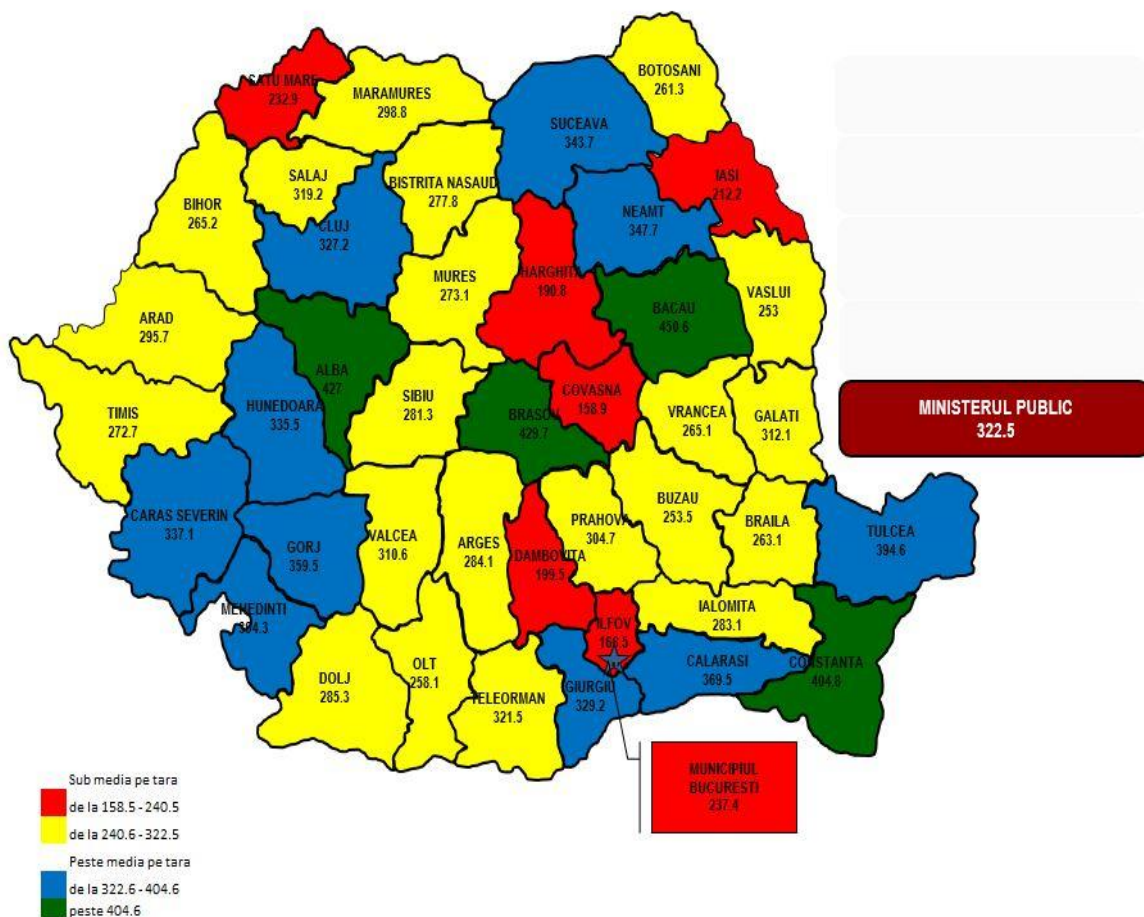 SATU MARE
232.9
MARAMURES
298.8
BOTOSANI
261.3
SUCEAVA
343.7
IASI
212.2
SALAJ
319.2
BISTRITA NASAUD
277.8
BIHOR
265.2
CLUJ
327.2
NEAMT
347.7
MURES
273.1
HARGHITA
190.8
BACAU
450.6
VASLUI
253
ARAD
295.7
ALBA
427
SIBIU
281.3
BRASOV
429.7
COVASNA
158.9
VRANCEA
265.1
GALATI
312.1
TIMIS
272.7
HUNEDOARA
335.5
MINISTERUL PUBLIC
322.5
CARAS SEVERIN
337.1
GORJ
359.5
VALCEA
310.6
ARGES
284.1
DAMBOVITA
199.5
PRAHOVA
304.7
BUZAU
253.5
BRAILA
263.1
TULCEA
394.6
MEHEDINTI
384.3
ILFOV
166.5
IALOMITA
283.1
DOLJ
285.3
OLT
258.1
TELEORMAN
321.5
GIURGIU
329.2
CALARASI
369.5
CONSTANTA
404.8
MUNICIPIUL
BUCURESTI
237.4
Sub media pe tara
de la 158.5 - 240.5
de la 240.6 - 322.5
Peste media pe tara
de la 322.6 - 404.6
peste 404.6